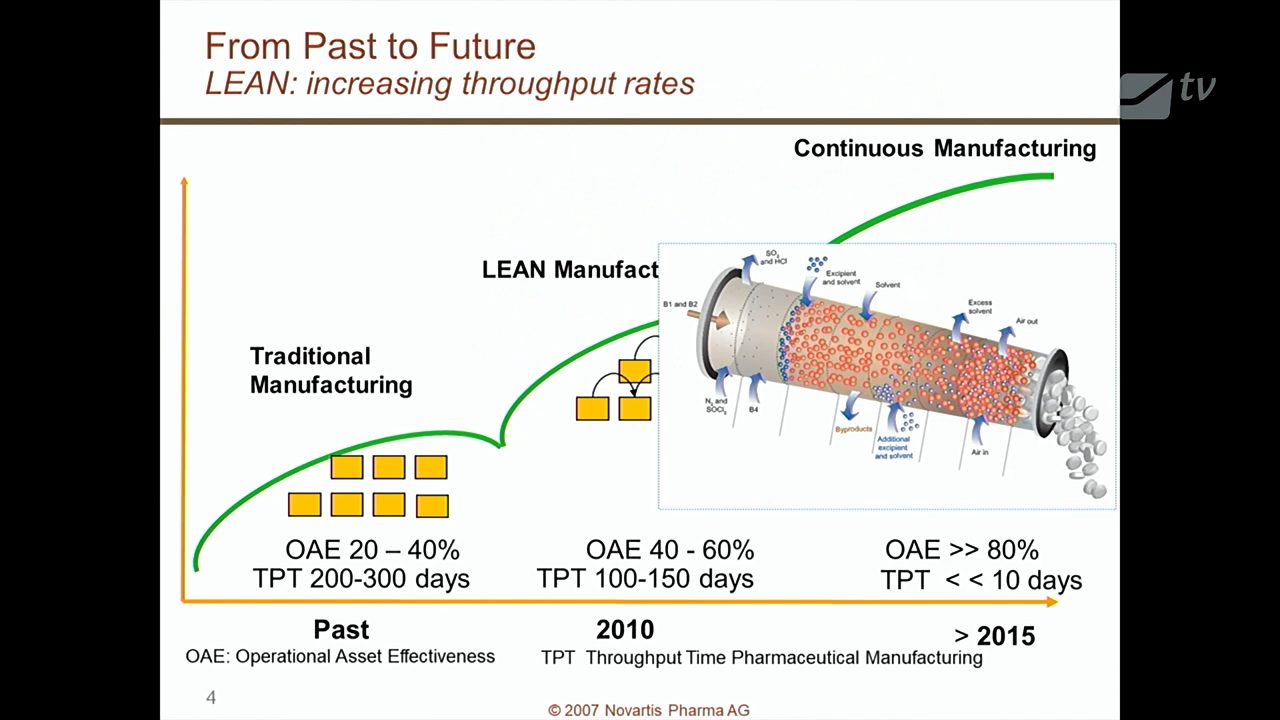 From Past to Future
LEAN: increasing throughput rates
tv
Continuous Manufacturing
LEAN Manufact
Traditional
Manufacturing
SO2
and HCl
Excipient
and solvent
Solvent
B1 and B2
Excess
solvent
Air out
N2 and
SOCl2
B4
Byproducts
Additional
excipient
and solvent
Air in
OAE 20 – 40%
TPT 200-300 days
OAE 40 - 60%
TPT 100-150 days
OAE >> 80%
TPT < < 10 days
Past
2010
> 2015
OAE: Operational Asset Effectiveness
TPT Throughput Time Pharmaceutical Manufacturing
4
© 2007 Novartis Pharma AG